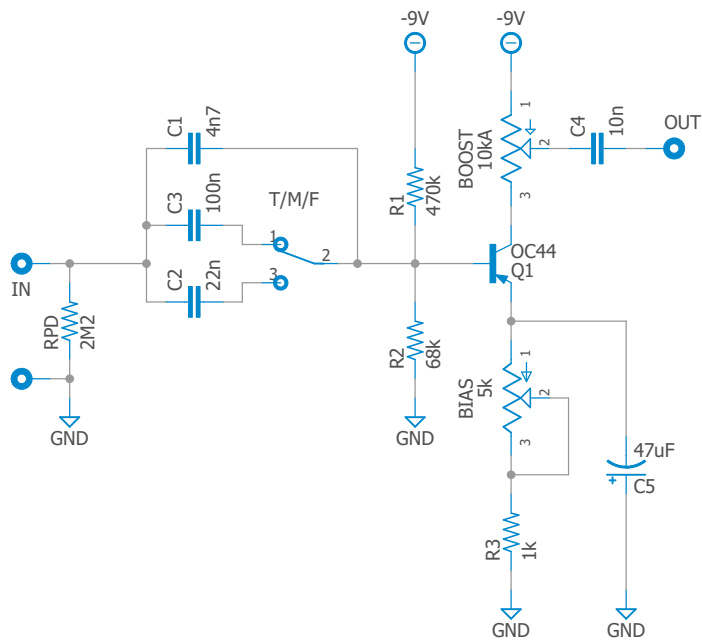 -9V
-9V
C1
4n7
1
C4
10n
OUT
BOOST
10kA
2
3
R1
470k
C3
100n
T/M/F
1
2
3
OC44
Q1
IN
C2
22n
RPD
2M2
R2
68k
BIAS
5k
1
2
3
GND
GND
47uF
+
C5
R3
1k
GND
GND